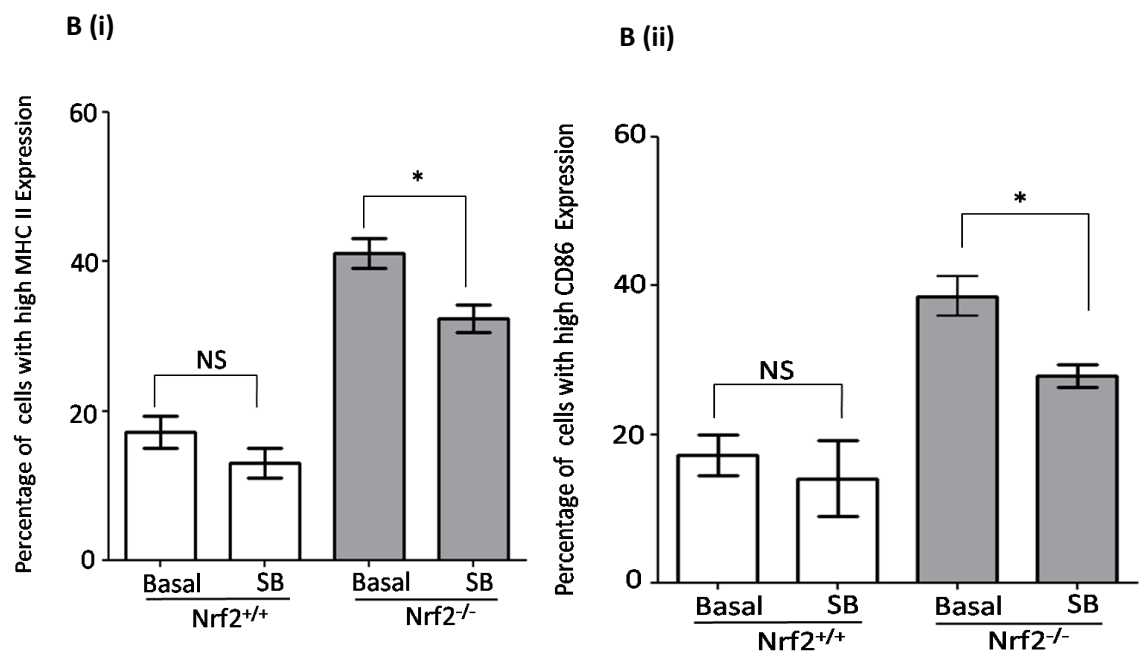 B (i)
Percentage of cells with high MHC II Expression
60
40
20
0
NS
*
Basal SB Basal SB
Nrf2+/+ Nrf2-/-
B (ii)
Percentage of cells with high CD86 Expression
60
40
20
0
NS
*
Basal SB Basal SB
Nrf2+/+ Nrf2-/-